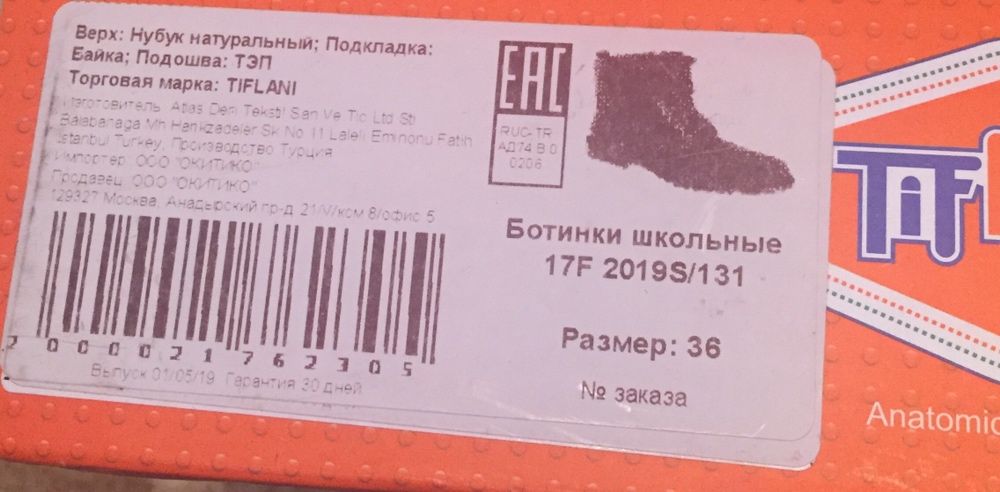 Верх: Нубук натуральный; Подкладка:
Байка; Подошва: ТЭП
Торговая марка: TIFLANI
Изготовитель: Atlas Deri Tekstil San Ve Tic Ltd Sti
Balabanaga Mh Harikzadeler Sk No 11 Laleli Eminonu Fatih
Istanbul Turkey, Производство Турция
Импортер: ООО "ОКИТИКО"
Продавец: ООО "ОКИТИКО"
129327 Москва, Анадырский пр-д, 21/V/ком 8/офис 5
2000021762305
Выпуск 01/05/19 Гарантия 30 дней
EAC
RUC-TR
АД74.В.0
0206
Ботинки школьные
17F 2019S/131
Размер: 36
№ заказа
TiF
Anatomic